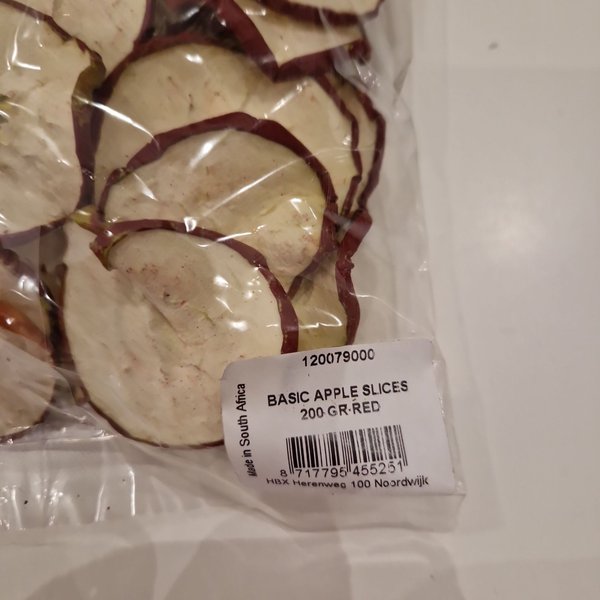 120079000
BASIC APPLE SLICES
200 GR RED
Made in South Africa
8 717795 455251
HBX Herenweg 100 Noordwijk